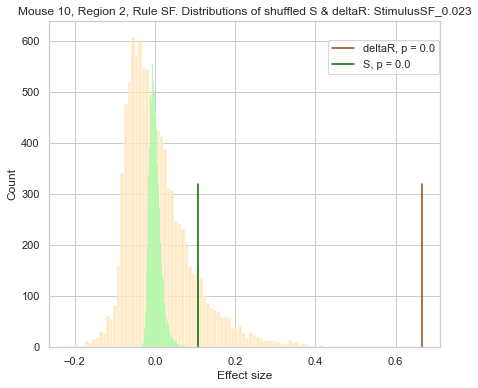 Mouse 10, Region 2, Rule SF. Distributions of shuffled S & deltaR: StimulusSF_0.023
deltaR, p = 0.0
S, p = 0.0
600
500
400
300
200
100
0
Count
−0.2 0.0 0.2 0.4 0.6
Effect size